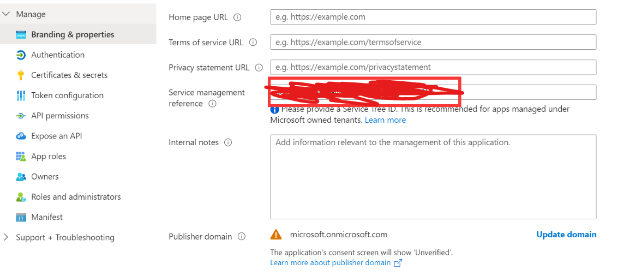 Manage
Branding & properties
Authentication
Certificates & secrets
Token configuration
API permissions
Expose an API
App roles
Owners
Roles and administrators
Manifest
Support + Troubleshooting
Home page URL
e.g. https://example.com
Terms of service URL
e.g. https://example.com/termsofservice
Privacy statement URL
e.g. https://example.com/privacystatement
Service management
reference
Please provide a Service Tree ID. This is recommended for apps managed under
Microsoft owned tenants. Learn more
Internal notes
Add information relevant to the management of this application.
Publisher domain
microsoft.onmicrosoft.com
Update domain
The application's consent screen will show 'Unverified'.
Learn more about publisher domain